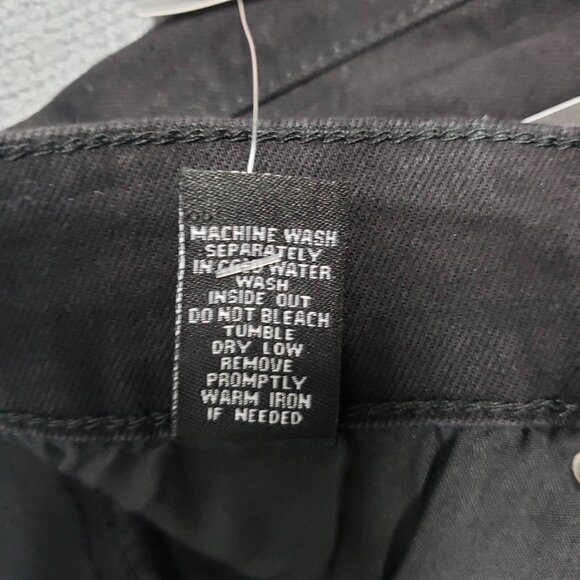 MACHINE WASH
SEPARATELY
IN COLD WATER
WASH
INSIDE OUT
DO NOT BLEACH
TUMBLE
DRY LOW
REMOVE
PROMPTLY
WARM IRON
IF NEEDED